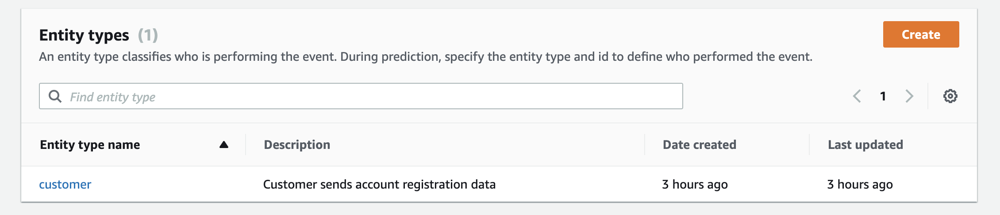 Entity types (1)
Create
An entity type classifies who is performing the event. During prediction, specify the entity type and id to define who performed the event.
Find entity type
1
Entity type name Description Date created Last updated
customer Customer sends account registration data 3 hours ago 3 hours ago